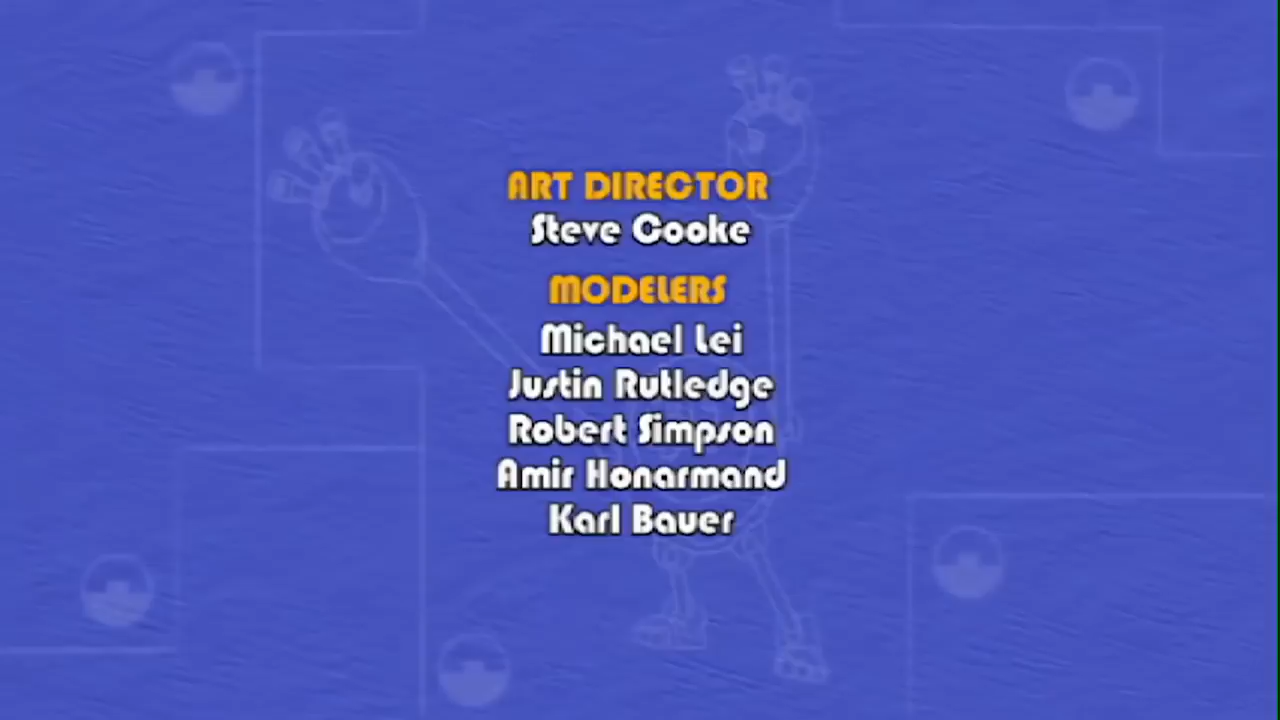 ART DIRECTOR
Steve Cooke
MODELERS
Michael Lei
Justin Rutledge
Robert Simpson
Amir Honarmand
Karl Bauer